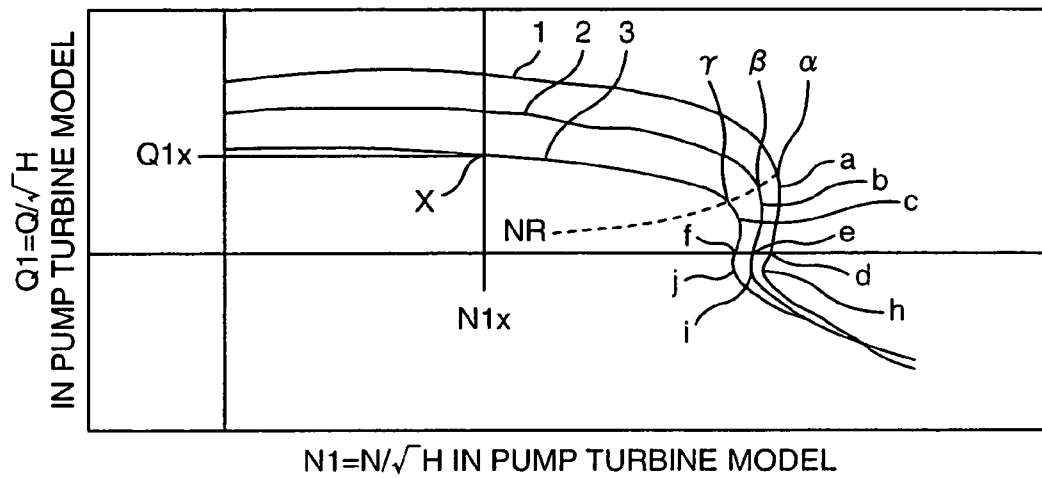 1 2 3 γ β α
Q1=Q/√H
IN PUMP TURBINE MODEL
Q1x
X
NR
N1x
a
b
c
f e
j d
i h
N1=N/√H IN PUMP TURBINE MODEL